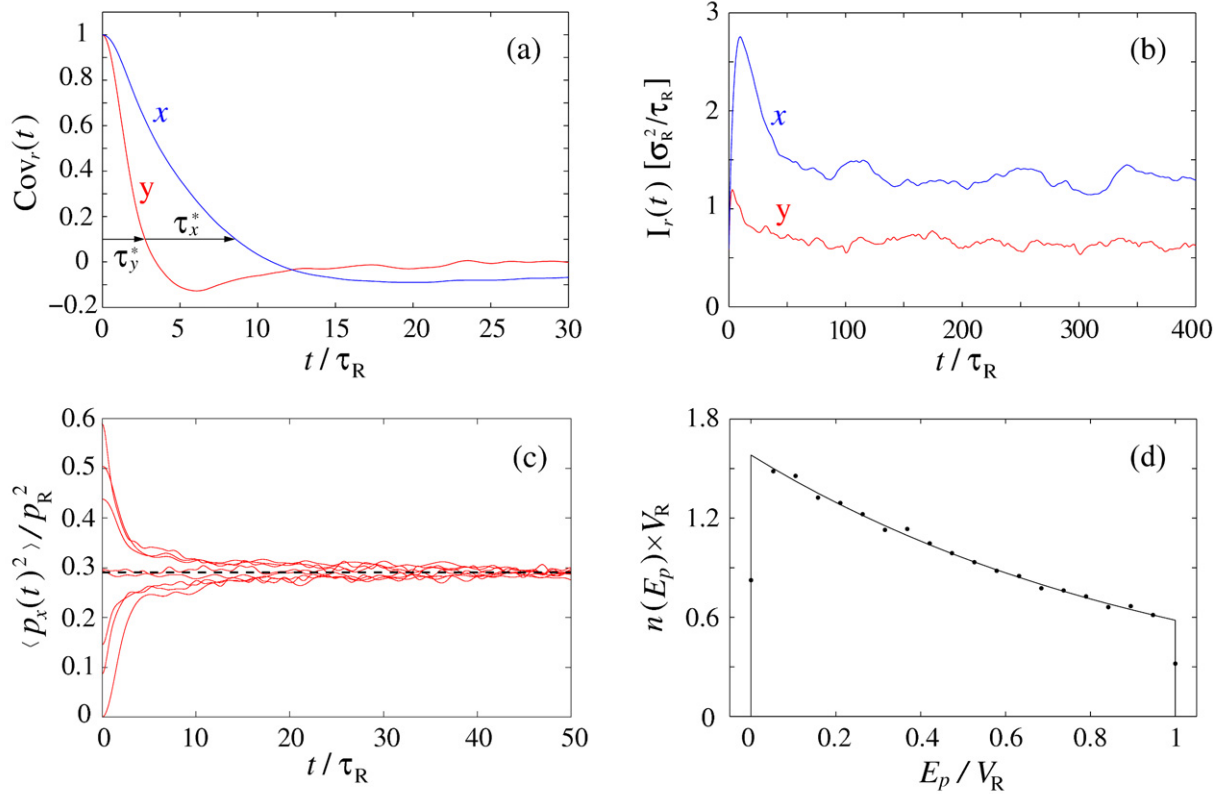 (a)
Cov_r(t)
1
0.8
0.6
0.4
0.2
0
−0.2
x
y
τ_x^*
τ_y^*
0 5 10 15 20 25 30
t / τ_R
(b)
I_r(t) [σ_R^2/τ_R]
3
2
1
0
x
y
0 100 200 300 400
t / τ_R
(c)
⟨p_x(t)^2⟩/p_R^2
0.6
0.5
0.4
0.3
0.2
0.1
0
0 10 20 30 40 50
t / τ_R
(d)
n(E_p)×V_R
1.8
1.2
0.6
0
0 0.2 0.4 0.6 0.8 1
E_p / V_R